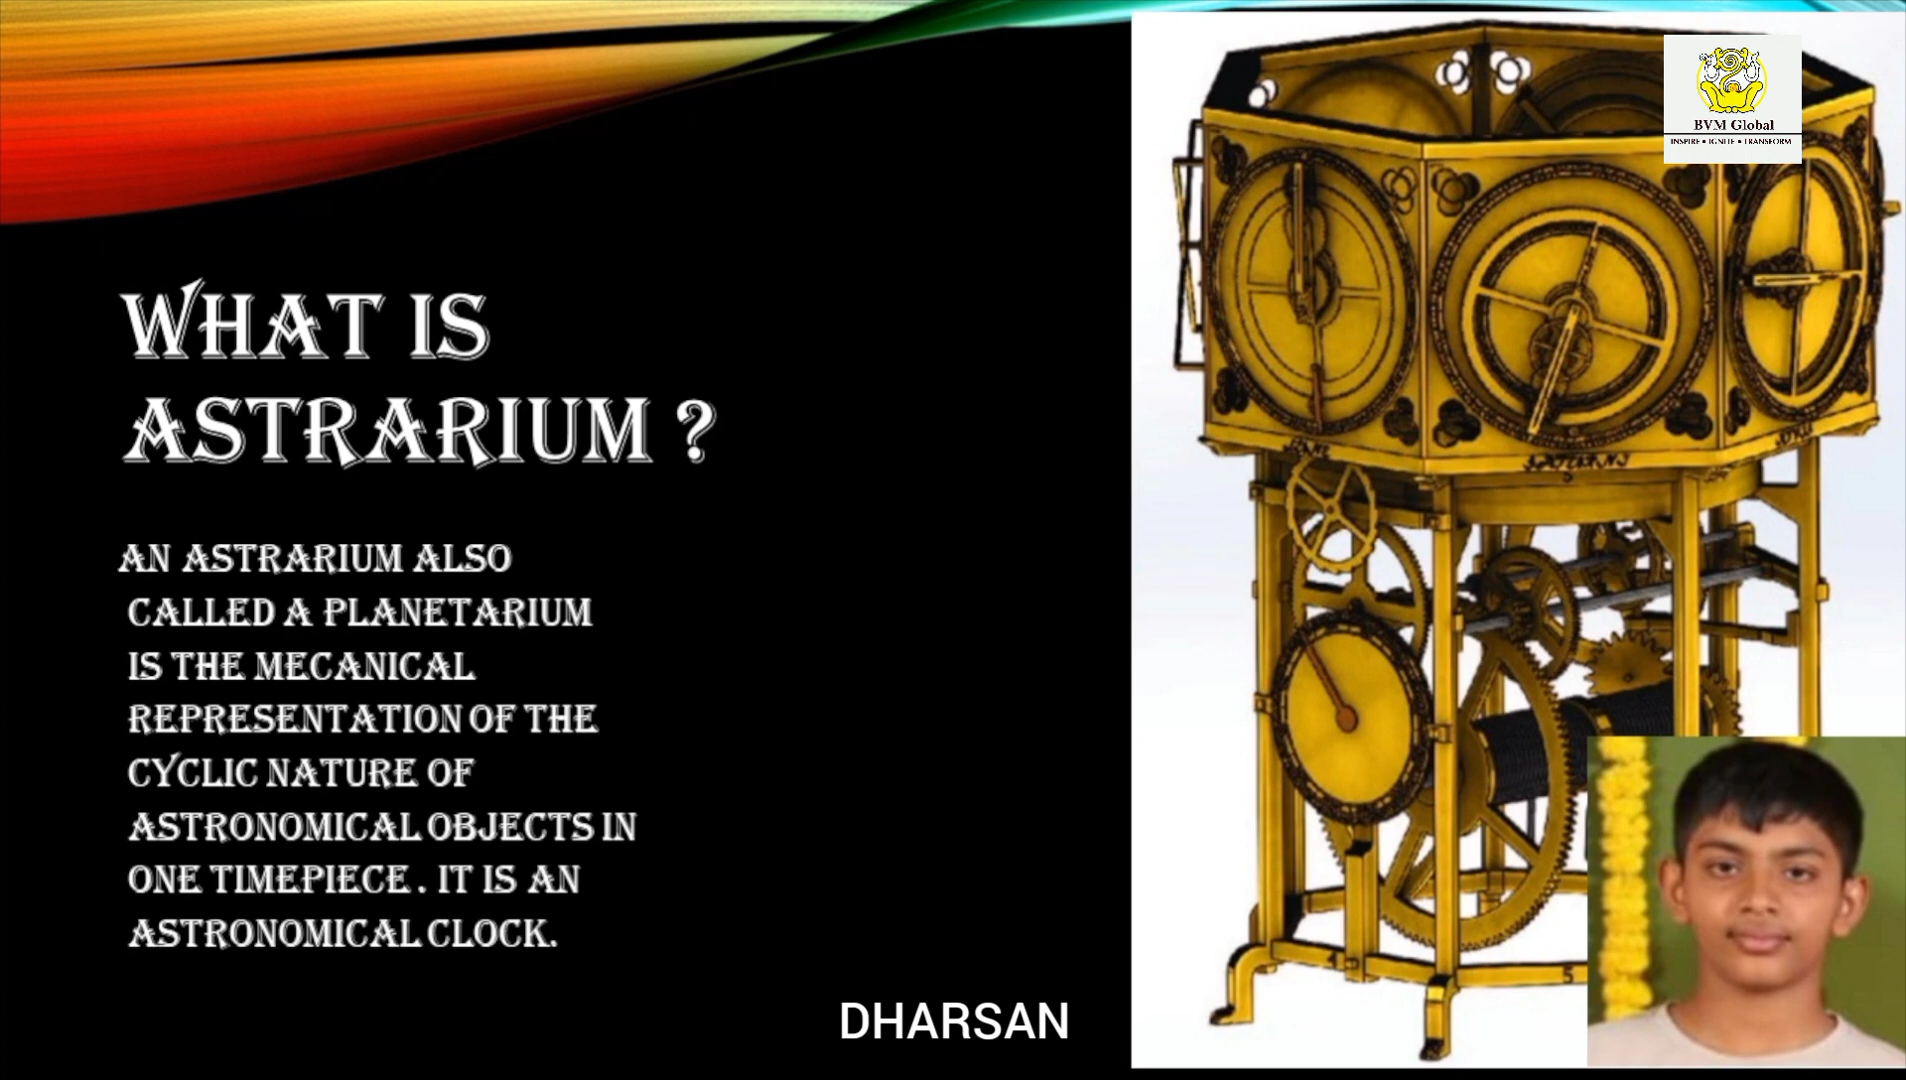 WHAT IS
ASTRARIUM ?
AN ASTRARIUM ALSO
CALLED A PLANETARIUM
IS THE MECANICAL
REPRESENTATION OF THE
CYCLIC NATURE OF
ASTRONOMICAL OBJECTS IN
ONE TIMEPIECE . IT IS AN
ASTRONOMICAL CLOCK.
DHARSAN
BVM Global
INSPIRE • IGNITE • TRANSFORM
5